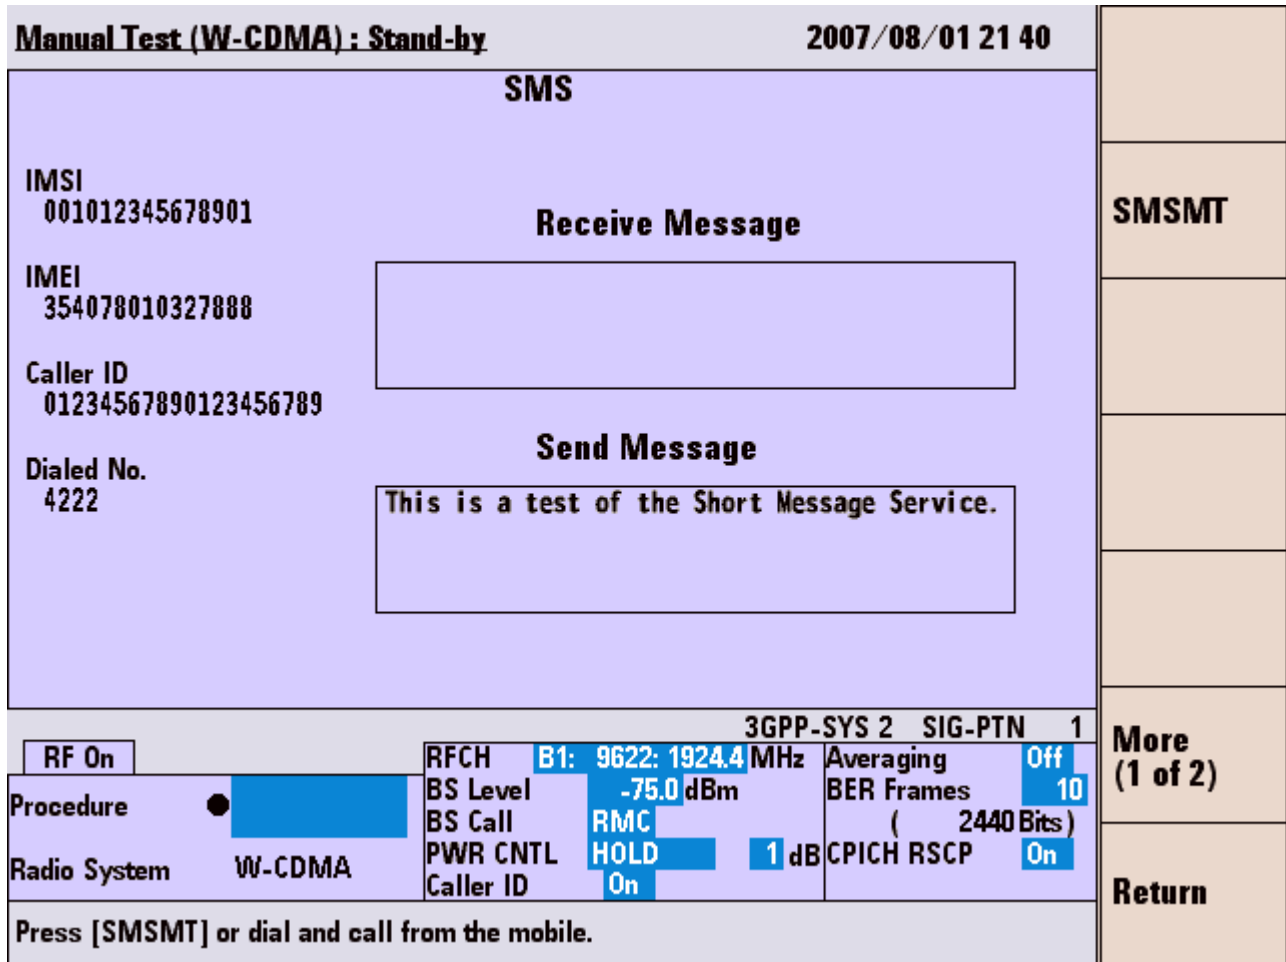 Manual Test (W-CDMA) : Stand-by 2007/08/01 21 40
SMS
IMSI
001012345678901
IMEI
354078010327888
Caller ID
01234567890123456789
Dialed No.
4222
Receive Message
Send Message
This is a test of the Short Message Service.
3GPP-SYS 2 SIG-PTN 1
RF On
Procedure
Radio System W-CDMA
RFCH B1: 9622: 1924.4 MHz
BS Level -75.0 dBm
BS Call RMC
PWR CNTL HOLD 1 dB
Caller ID On
Averaging Off
BER Frames 10
( 2440 Bits )
CPICH RSCP On
Press [SMSMT] or dial and call from the mobile.
SMSMT
More
(1 of 2)
Return